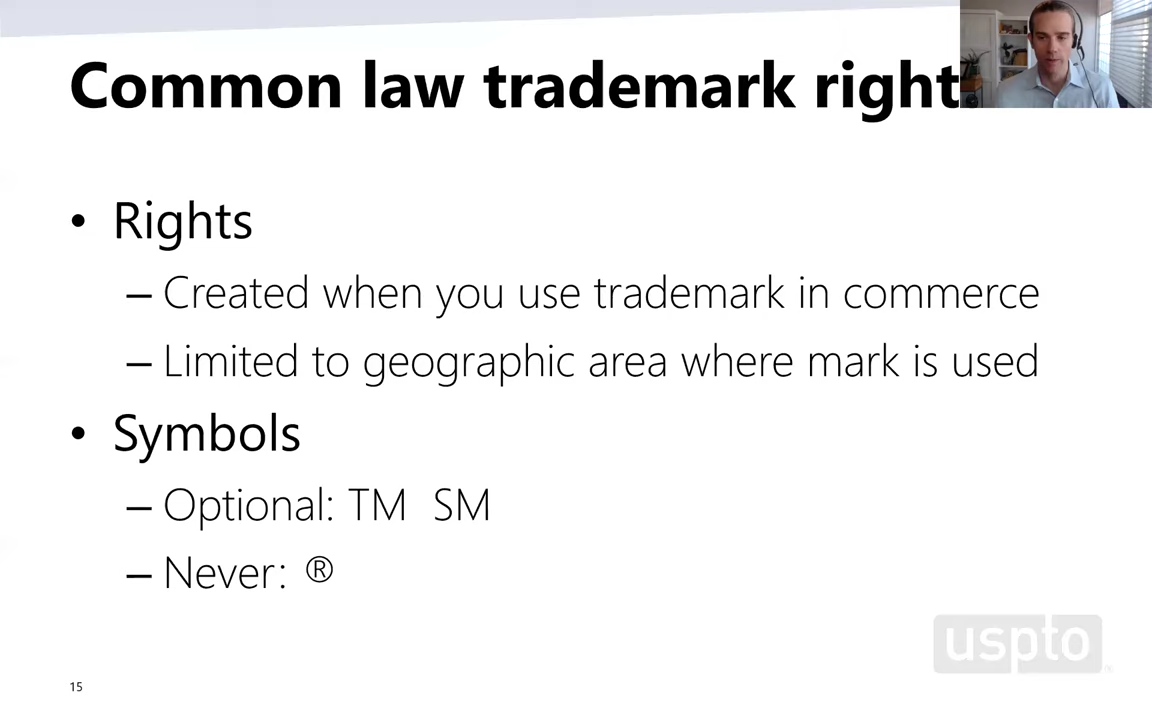 Common law trademark right
• Rights
– Created when you use trademark in commerce
– Limited to geographic area where mark is used
• Symbols
– Optional: TM SM
– Never: ®
uspto
15